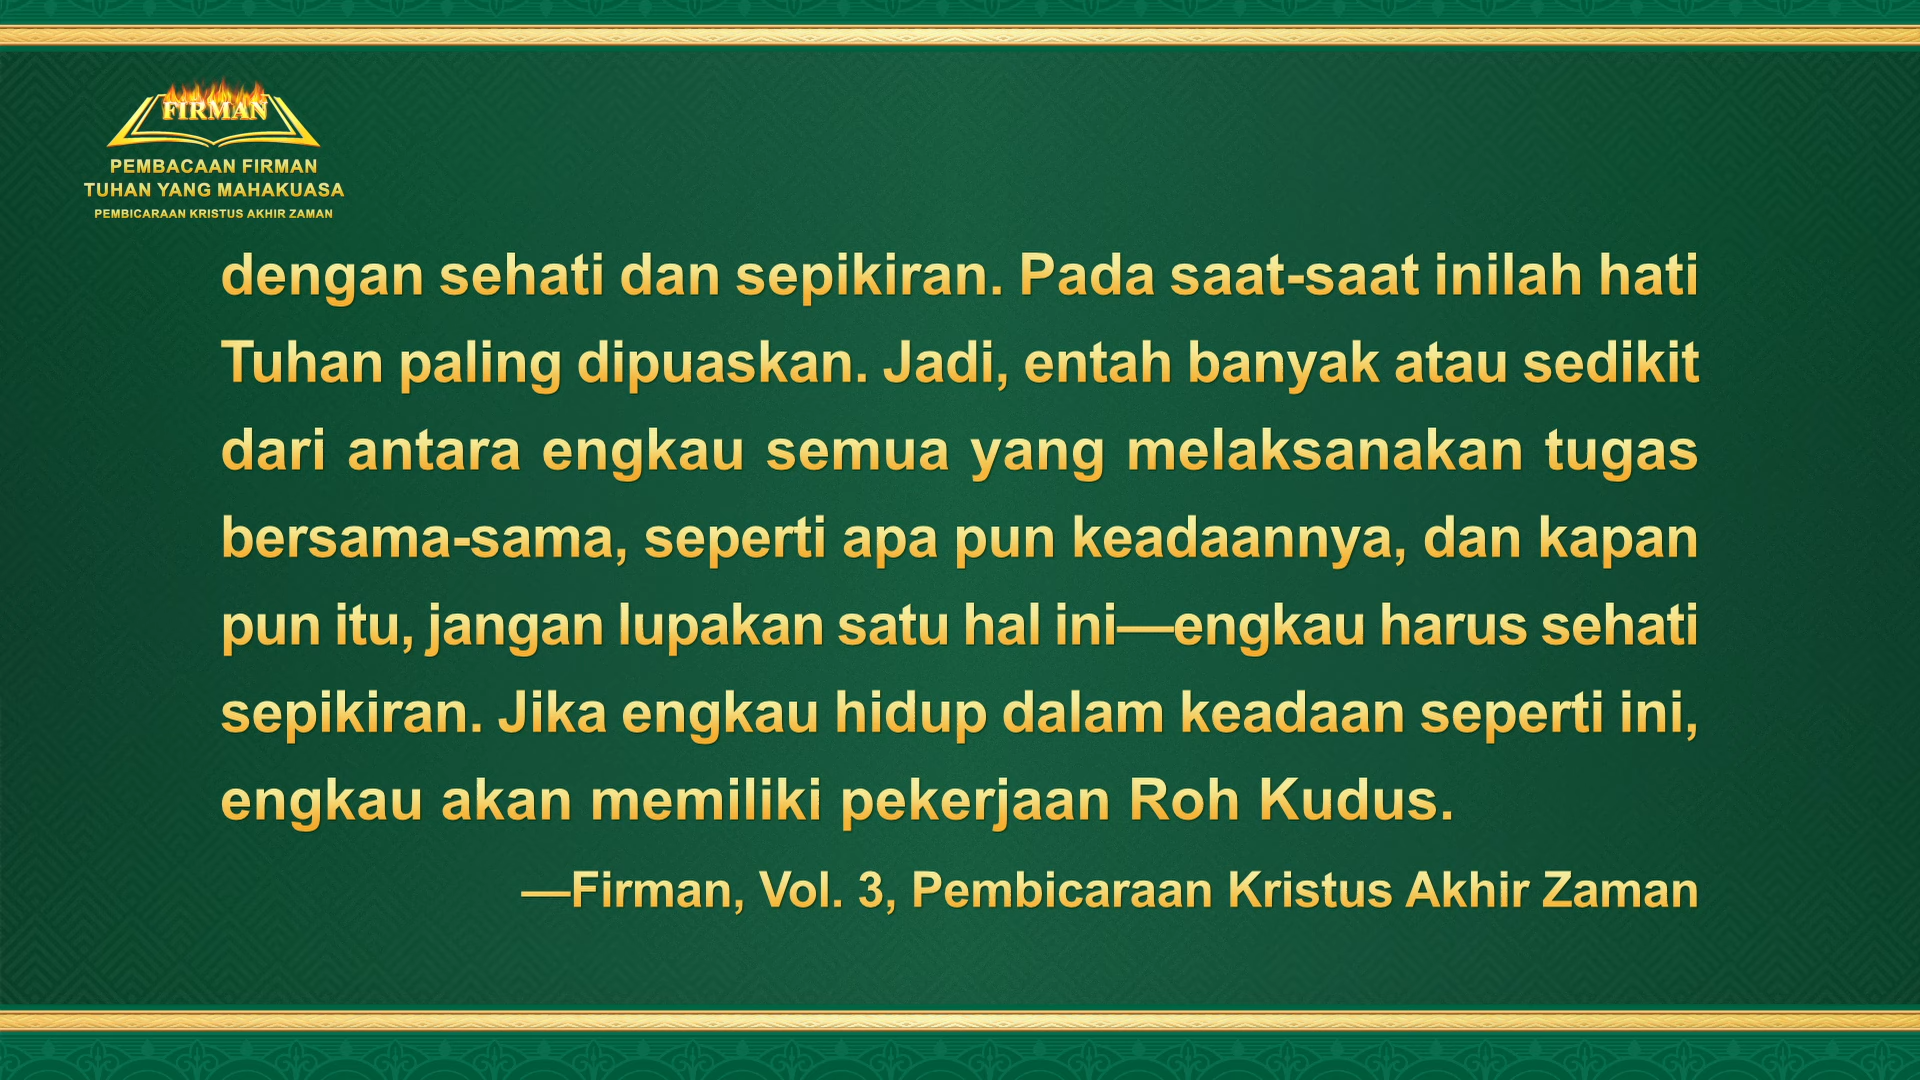 FIRMAN
PEMBACAAN FIRMAN
TUHAN YANG MAHAKUASA
PEMBICARAAN KRISTUS AKHIR ZAMAN
dengan sehati dan sepikiran. Pada saat-saat inilah hati
Tuhan paling dipuaskan. Jadi, entah banyak atau sedikit
dari antara engkau semua yang melaksanakan tugas
bersama-sama, seperti apa pun keadaannya, dan kapan
pun itu, jangan lupakan satu hal ini—engkau harus sehati
sepikiran. Jika engkau hidup dalam keadaan seperti ini,
engkau akan memiliki pekerjaan Roh Kudus.
—Firman, Vol. 3, Pembicaraan Kristus Akhir Zaman